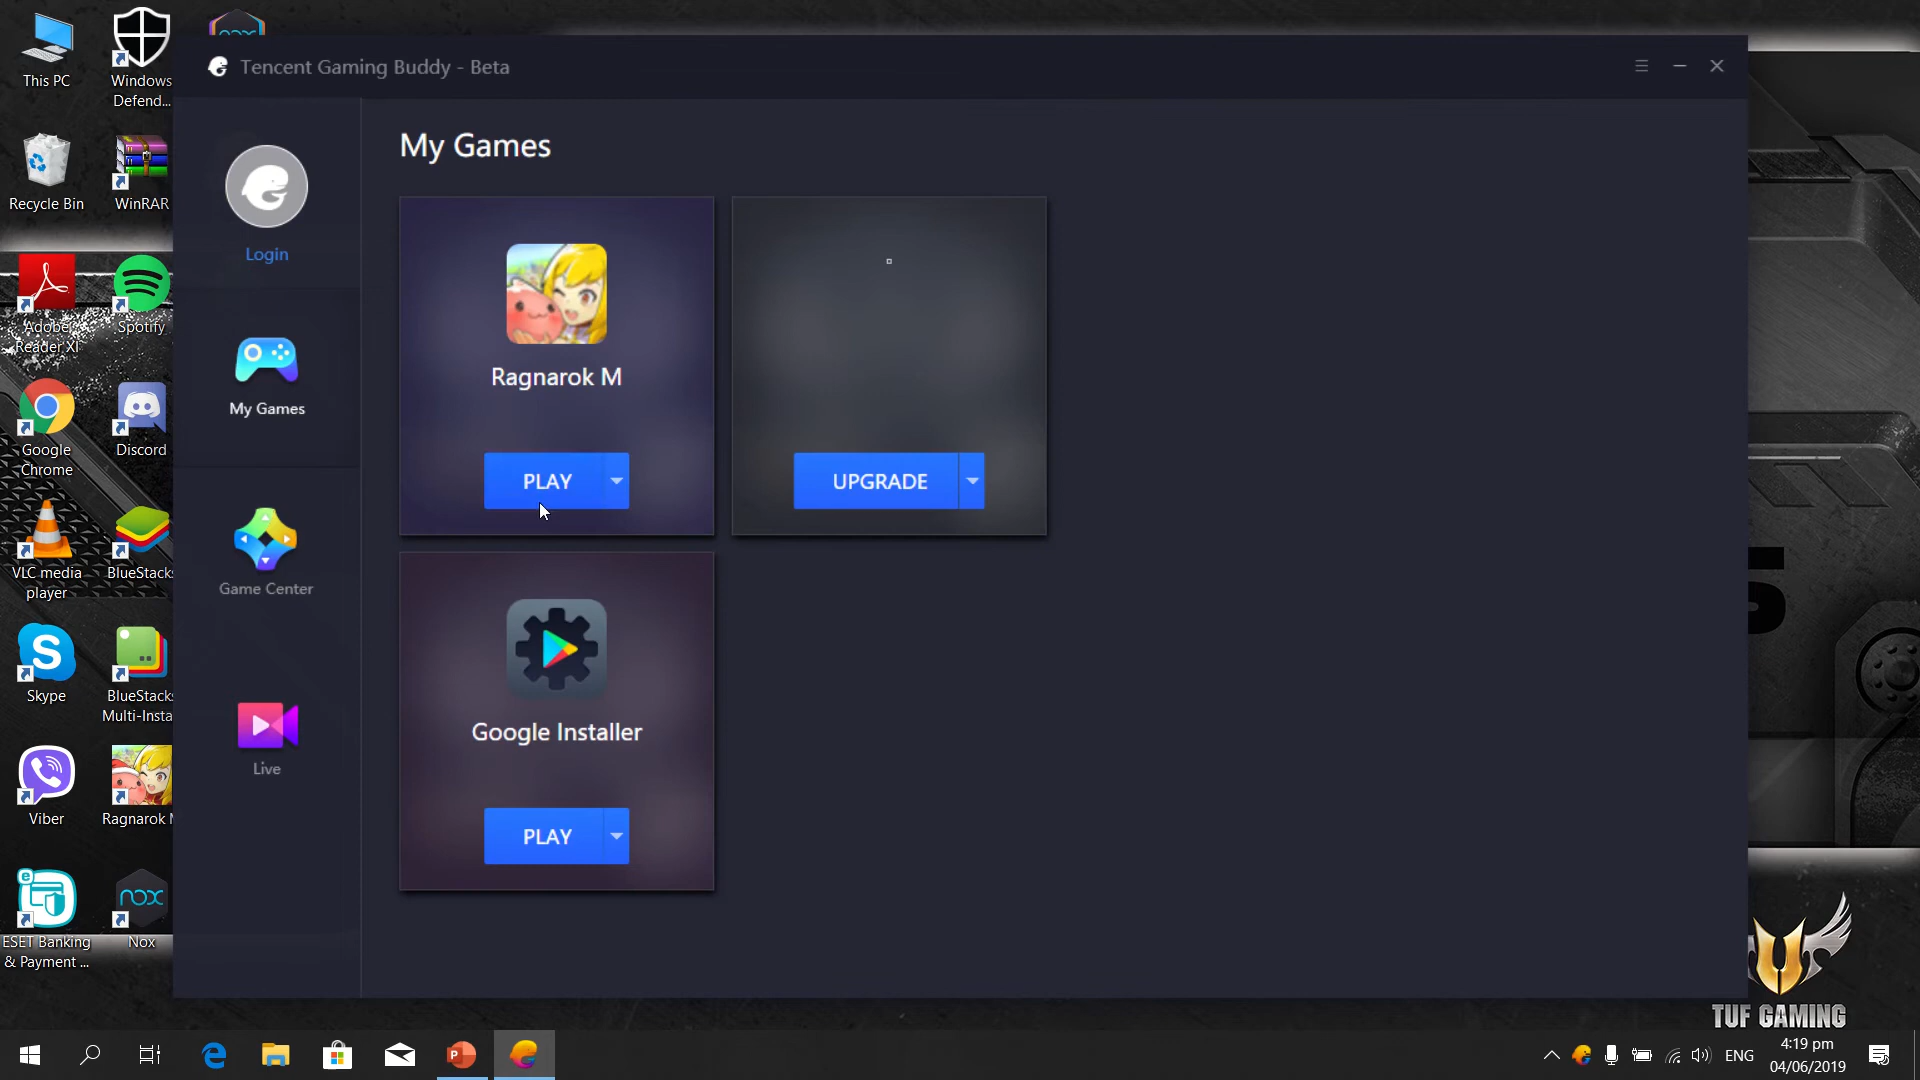 This PC
Windows
Defend...
Recycle Bin
WinRAR
Adobe
Reader XI
Spotify
Google
Chrome
Discord
VLC media
player
BlueStacks
Skype
BlueStacks
Multi-Insta
Viber
Ragnarok M
ESET Banking
& Payment ...
nox
Nox
nox
Tencent Gaming Buddy - Beta
Login
My Games
Game Center
Live
My Games
Ragnarok M
PLAY
UPGRADE
Google Installer
PLAY
TUF GAMING
ENG
4:19 pm
04/06/2019